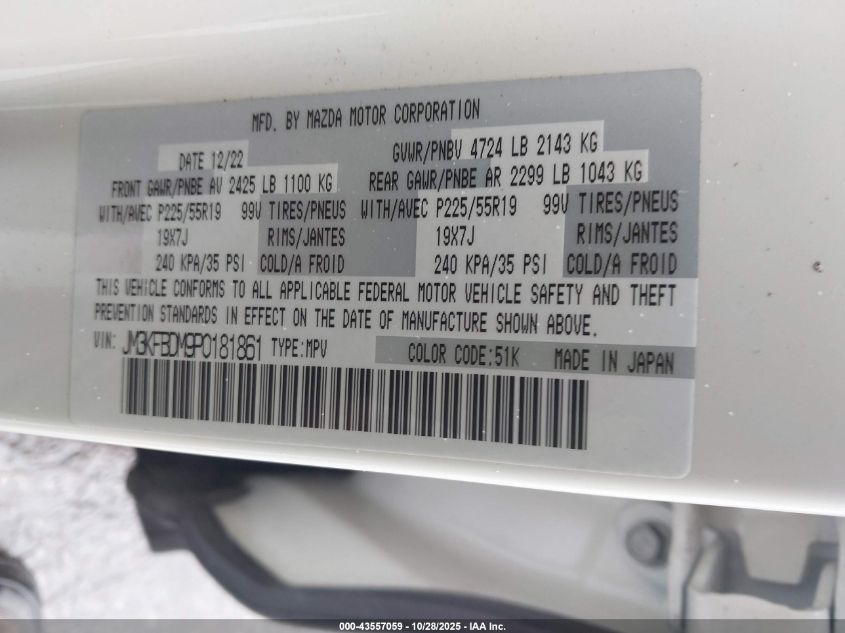 MFD. BY MAZDA MOTOR CORPORATION
DATE 12/22 GVWR/PNBV 4724 LB 2143 KG
FRONT GAWR/PNBE AV 2425 LB 1100 KG REAR GAWR/PNBE AR 2299 LB 1043 KG
WITH/AVEC P225/55R19 99V TIRES/PNEUS WITH/AVEC P225/55R19 99V TIRES/PNEUS
19X7J RIMS/JANTES 19X7J RIMS/JANTES
240 KPA/35 PSI COLD/A FROID 240 KPA/35 PSI COLD/A FROID
THIS VEHICLE CONFORMS TO ALL APPLICABLE FEDERAL MOTOR VEHICLE SAFETY AND THEFT
PREVENTION STANDARDS IN EFFECT ON THE DATE OF MANUFACTURE SHOWN ABOVE.
VIN: JM3KFBDM9P0181861 TYPE:MPV COLOR CODE:51K MADE IN JAPAN
000-43557059 - 10/28/2025 - IAA Inc.